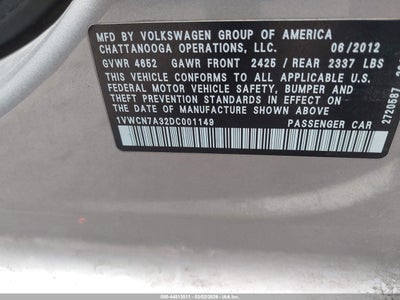 MFD BY VOLKSWAGEN GROUP OF AMERICA
CHATTANOOGA OPERATIONS, LLC. 06/2012
GVWR 4652 GAWR FRONT 2425 / REAR 2337 LBS
THIS VEHICLE CONFORMS TO ALL APPLICABLE U.S.
FEDERAL MOTOR VEHICLE SAFETY, BUMPER AND THEFT
PREVENTION STANDARDS IN EFFECT ON THE
DATE OF MANUFACTURE SHOWN ABOVE.
1VWCN7A32DC001149 PASSENGER CAR
2720587